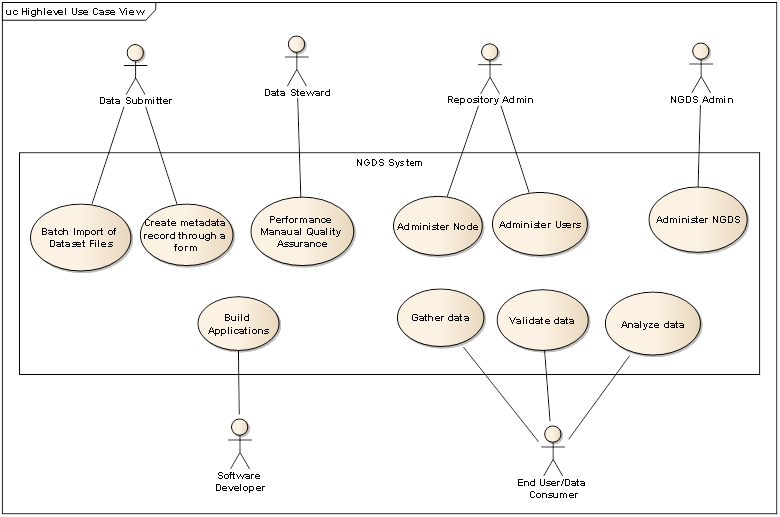 uc Highlevel Use Case View
Data Submitter
Data Steward
Repository Admin
NGDS Admin
NGDS System
Batch Import of
Dataset Files
Create metadata
record through a
form
Performance
Manaual Quality
Assurance
Administer Node
Administer Users
Administer NGDS
Build
Applications
Gather data
Validate data
Analyze data
Software
Developer
End User/Data
Consumer